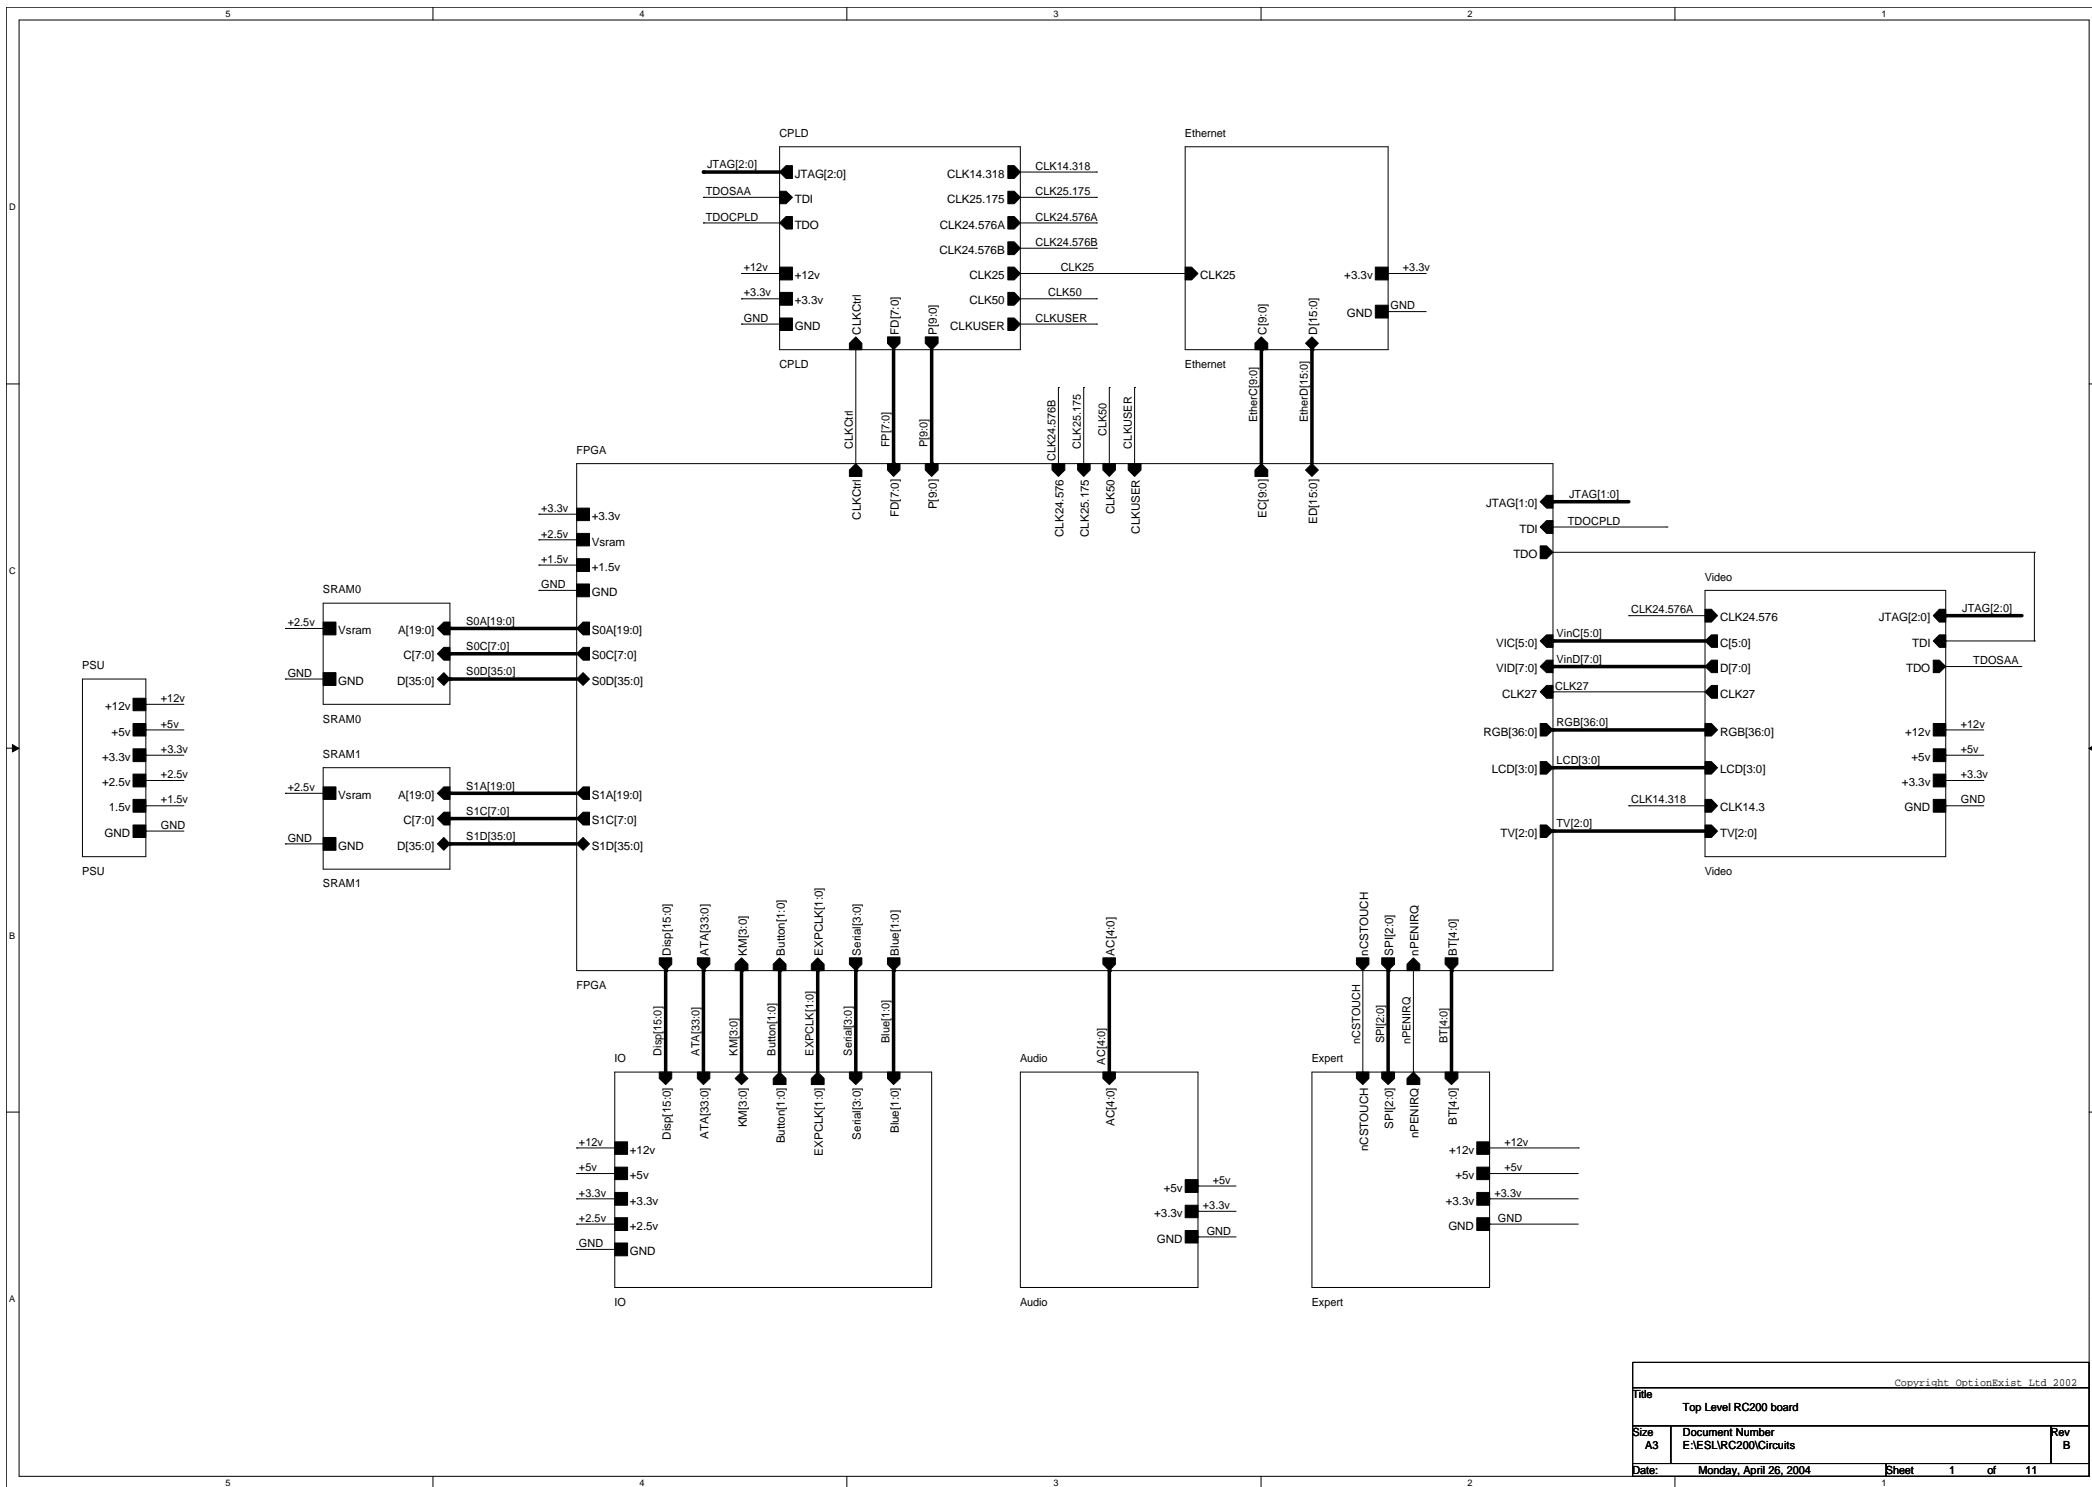 5 4 3 2 1
D
C
B
A
CPLD
JTAG[2:0] JTAG[2:0] CLK14.318 CLK14.318
TDOSAA TDI CLK25.175 CLK25.175
TDOCPLD TDO CLK24.576A CLK24.576A
CLK24.576B CLK24.576B
+12v +12v CLK25 CLK25
+3.3v +3.3v CLK50 CLK50
GND GND CLKUSER CLKUSER
CLKCtrl FD[7:0] P[9:0]
CPLD
Ethernet
CLK25 +3.3v +3.3v
GND GND
C[9:0] D[15:0]
Ethernet
CLKCtrl FP[7:0] P[9:0] CLK24.576B CLK25.175 CLK50 CLKUSER EtherC[9:0] EtherD[15:0]
FPGA
CLKCtrl FD[7:0] P[9:0] CLK24.576 CLK25.175 CLK50 CLKUSER EC[9:0] ED[15:0]
+3.3v +3.3v
+2.5v Vsram
+1.5v +1.5v
GND GND
JTAG[1:0] JTAG[1:0]
TDI TDOCPLD
TDO
SRAM0
+2.5v Vsram A[19:0] S0A[19:0] S0A[19:0]
C[7:0] S0C[7:0] S0C[7:0]
GND GND D[35:0] S0D[35:0] S0D[35:0]
SRAM0
PSU
+12v +12v
+5v +5v
+3.3v +3.3v
+2.5v +2.5v
1.5v +1.5v
GND GND
PSU
SRAM1
+2.5v Vsram A[19:0] S1A[19:0] S1A[19:0]
C[7:0] S1C[7:0] S1C[7:0]
GND GND D[35:0] S1D[35:0] S1D[35:0]
SRAM1
Video
CLK24.576A CLK24.576 JTAG[2:0] JTAG[2:0]
VIC[5:0] VinC[5:0] C[5:0] TDI
VID[7:0] VinD[7:0] D[7:0] TDO TDOSAA
CLK27 CLK27 CLK27
RGB[36:0] RGB[36:0] RGB[36:0] +12v +12v
+5v +5v
LCD[3:0] LCD[3:0] LCD[3:0] +3.3v +3.3v
CLK14.318 CLK14.3 GND GND
TV[2:0] TV[2:0] TV[2:0]
Video
Disp[15:0] ATA[33:0] KM[3:0] Button[1:0] EXPCLK[1:0] Serial[3:0] Blue[1:0] AC[4:0] nCSTOUCH SPI[2:0] nPENIRQ BT[4:0]
FPGA
Disp[15:0] ATA[33:0] KM[3:0] Button[1:0] EXPCLK[1:0] Serial[3:0] Blue[1:0] AC[4:0] nCSTOUCH SPI[2:0] nPENIRQ BT[4:0]
IO
Disp[15:0] ATA[33:0] KM[3:0] Button[1:0] EXPCLK[1:0] Serial[3:0] Blue[1:0]
+12v +12v
+5v +5v
+3.3v +3.3v
+2.5v +2.5v
GND GND
IO
Audio
AC[4:0]
+5v +5v
+3.3v +3.3v
GND GND
Audio
Expert
nCSTOUCH SPI[2:0] nPENIRQ BT[4:0]
+12v +12v
+5v +5v
+3.3v +3.3v
GND GND
Expert
Copyright OptionExist Ltd 2002
Title
Top Level RC200 board
Size Document Number Rev
A3 E:\ESL\RC200\Circuits B
Date: Monday, April 26, 2004 Sheet 1 of 11
5 4 3 2 1